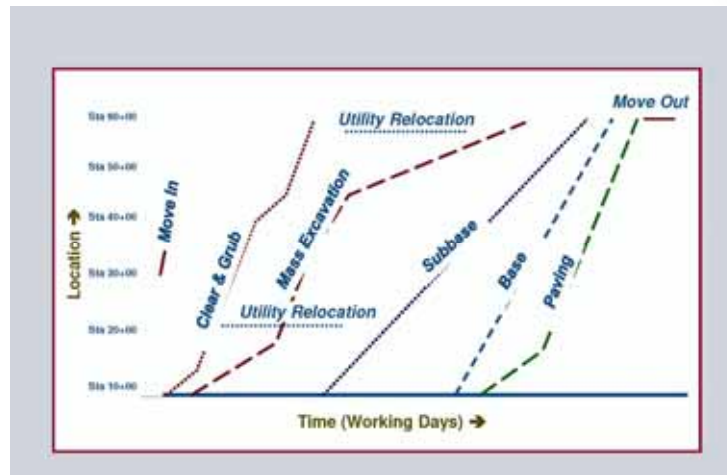 Move Out
Sta 60+00
Utility Relocation
Sta 50+00
Move In
Mass Excavation
Sta 40+00
Clear & Grub
Subbase
Location →
Sta 30+00
Base
Paving
Utility Relocation
Sta 20+00
Sta 10+00
Time (Working Days) →